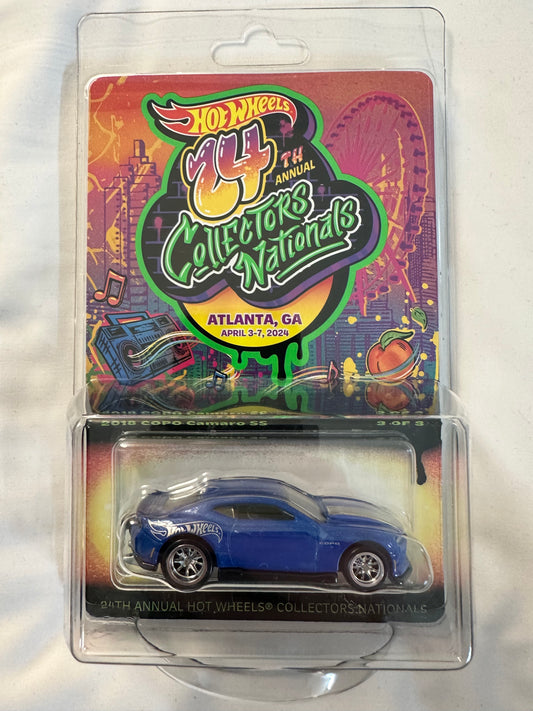 HOT WHEELS
24TH
ANNUAL
COLLECTORS
NATIONALS
ATLANTA, GA
APRIL 3-7, 2024
2018 COPO Camaro SS 3 OF 3
HOT WHEELS
COPO
24TH ANNUAL HOT WHEELS® COLLECTORS NATIONALS